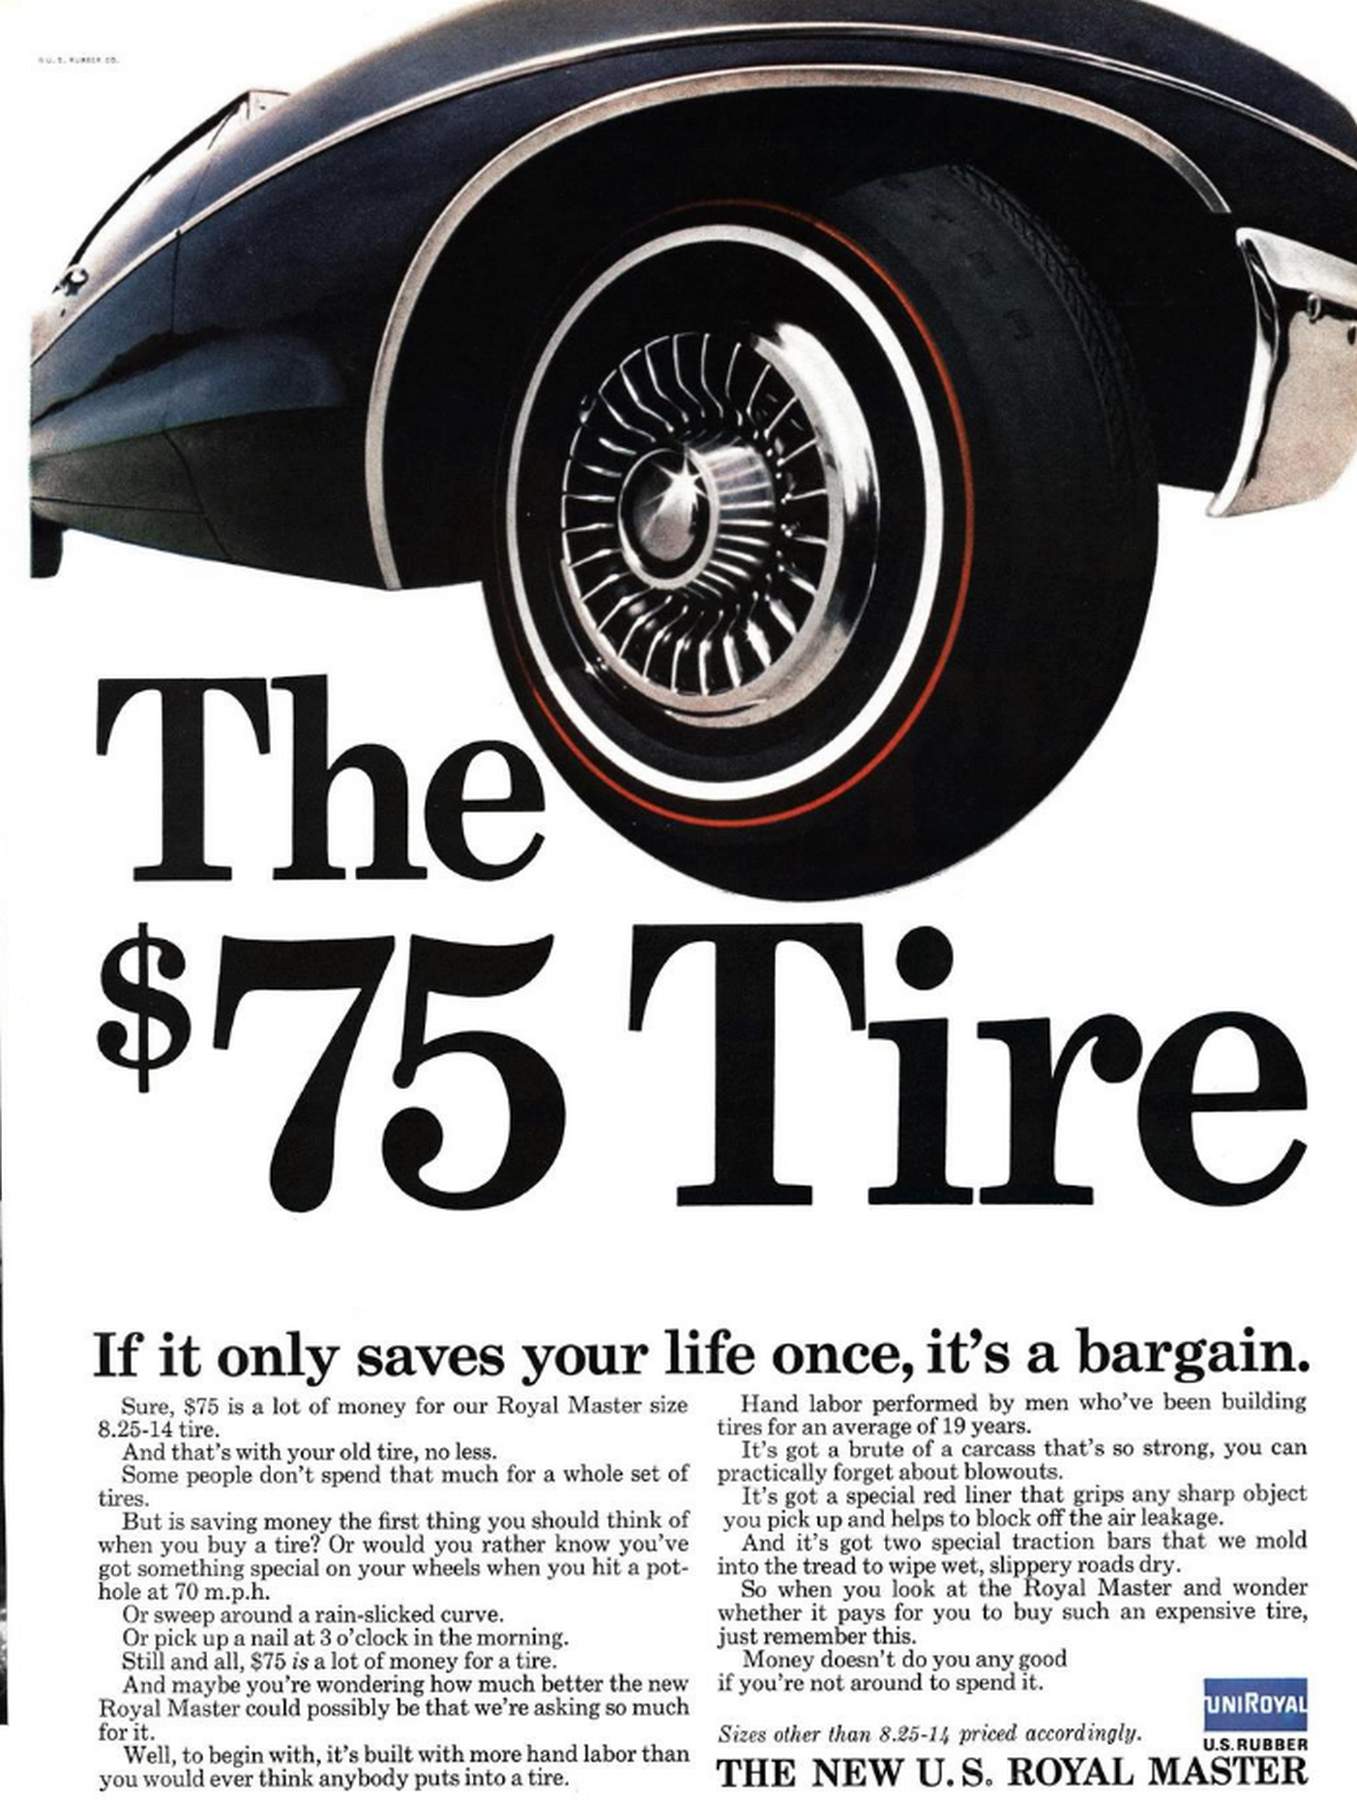 © U.S. RUBBER CO.
The
$75 Tire
If it only saves your life once, it's a bargain.
Sure, $75 is a lot of money for our Royal Master size
8.25-14 tire.
And that's with your old tire, no less.
Some people don't spend that much for a whole set of
tires.
But is saving money the first thing you should think of
when you buy a tire? Or would you rather know you've
got something special on your wheels when you hit a pot-
hole at 70 m.p.h.
Or sweep around a rain-slicked curve.
Or pick up a nail at 3 o'clock in the morning.
Still and all, $75 is a lot of money for a tire.
And maybe you're wondering how much better the new
Royal Master could possibly be that we're asking so much
for it.
Well, to begin with, it's built with more hand labor than
you would ever think anybody puts into a tire.
Hand labor performed by men who've been building
tires for an average of 19 years.
It's got a brute of a carcass that's so strong, you can
practically forget about blowouts.
It's got a special red liner that grips any sharp object
you pick up and helps to block off the air leakage.
And it's got two special traction bars that we mold
into the tread to wipe wet, slippery roads dry.
So when you look at the Royal Master and wonder
whether it pays for you to buy such an expensive tire,
just remember this.
Money doesn't do you any good
if you're not around to spend it.
Sizes other than 8.25-14 priced accordingly.
UNIROYAL
U.S. RUBBER
THE NEW U.S. ROYAL MASTER